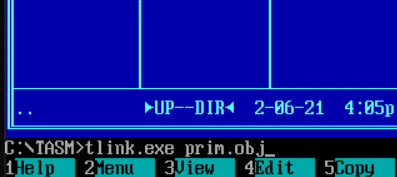 .. ►UP--DIR◄ 2-06-21 4:05p
C:\TASM>tlink.exe prim.obj_
1Help 2Menu 3View 4Edit 5Copy